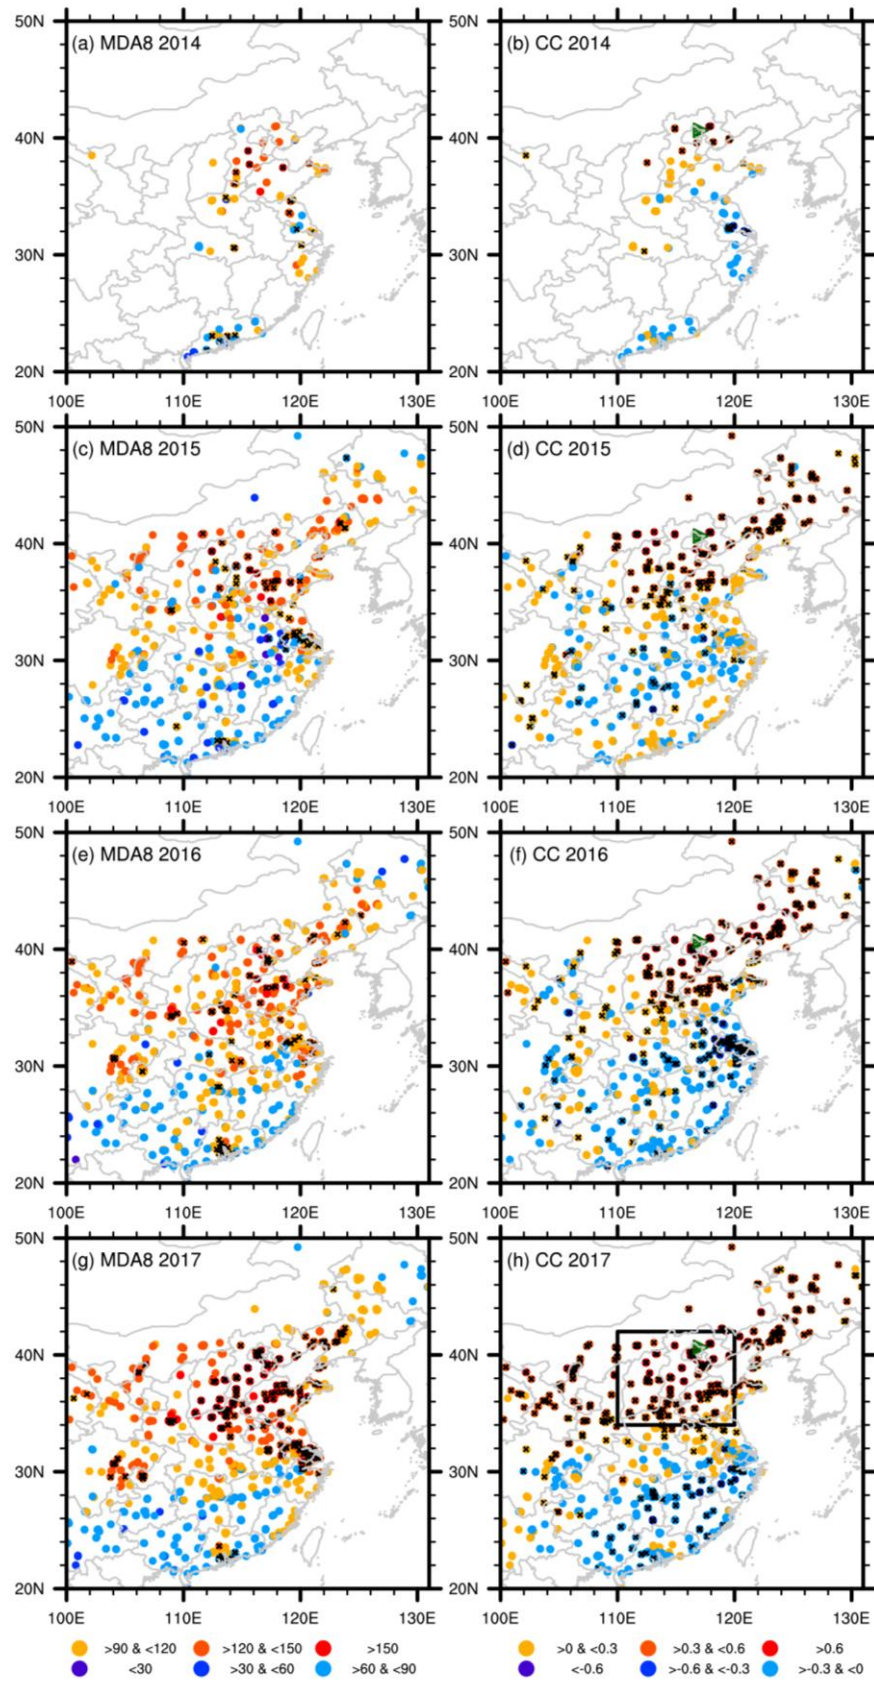 50N 50N
(a) MDA8 2014 (b) CC 2014
40N 40N
30N 30N
20N 20N
100E 110E 120E 130E 100E 110E 120E 130E
50N 50N
(c) MDA8 2015 (d) CC 2015
40N 40N
30N 30N
20N 20N
100E 110E 120E 130E 100E 110E 120E 130E
50N 50N
(e) MDA8 2016 (f) CC 2016
40N 40N
30N 30N
20N 20N
100E 110E 120E 130E 100E 110E 120E 130E
50N 50N
(g) MDA8 2017 (h) CC 2017
40N 40N
30N 30N
20N 20N
100E 110E 120E 130E 100E 110E 120E 130E
>90 & <120 >120 & <150 >150 >0 & <0.3 >0.3 & <0.6 >0.6
<30 >30 & <60 >60 & <90 <-0.6 >-0.6 & <-0.3 >-0.3 & <0